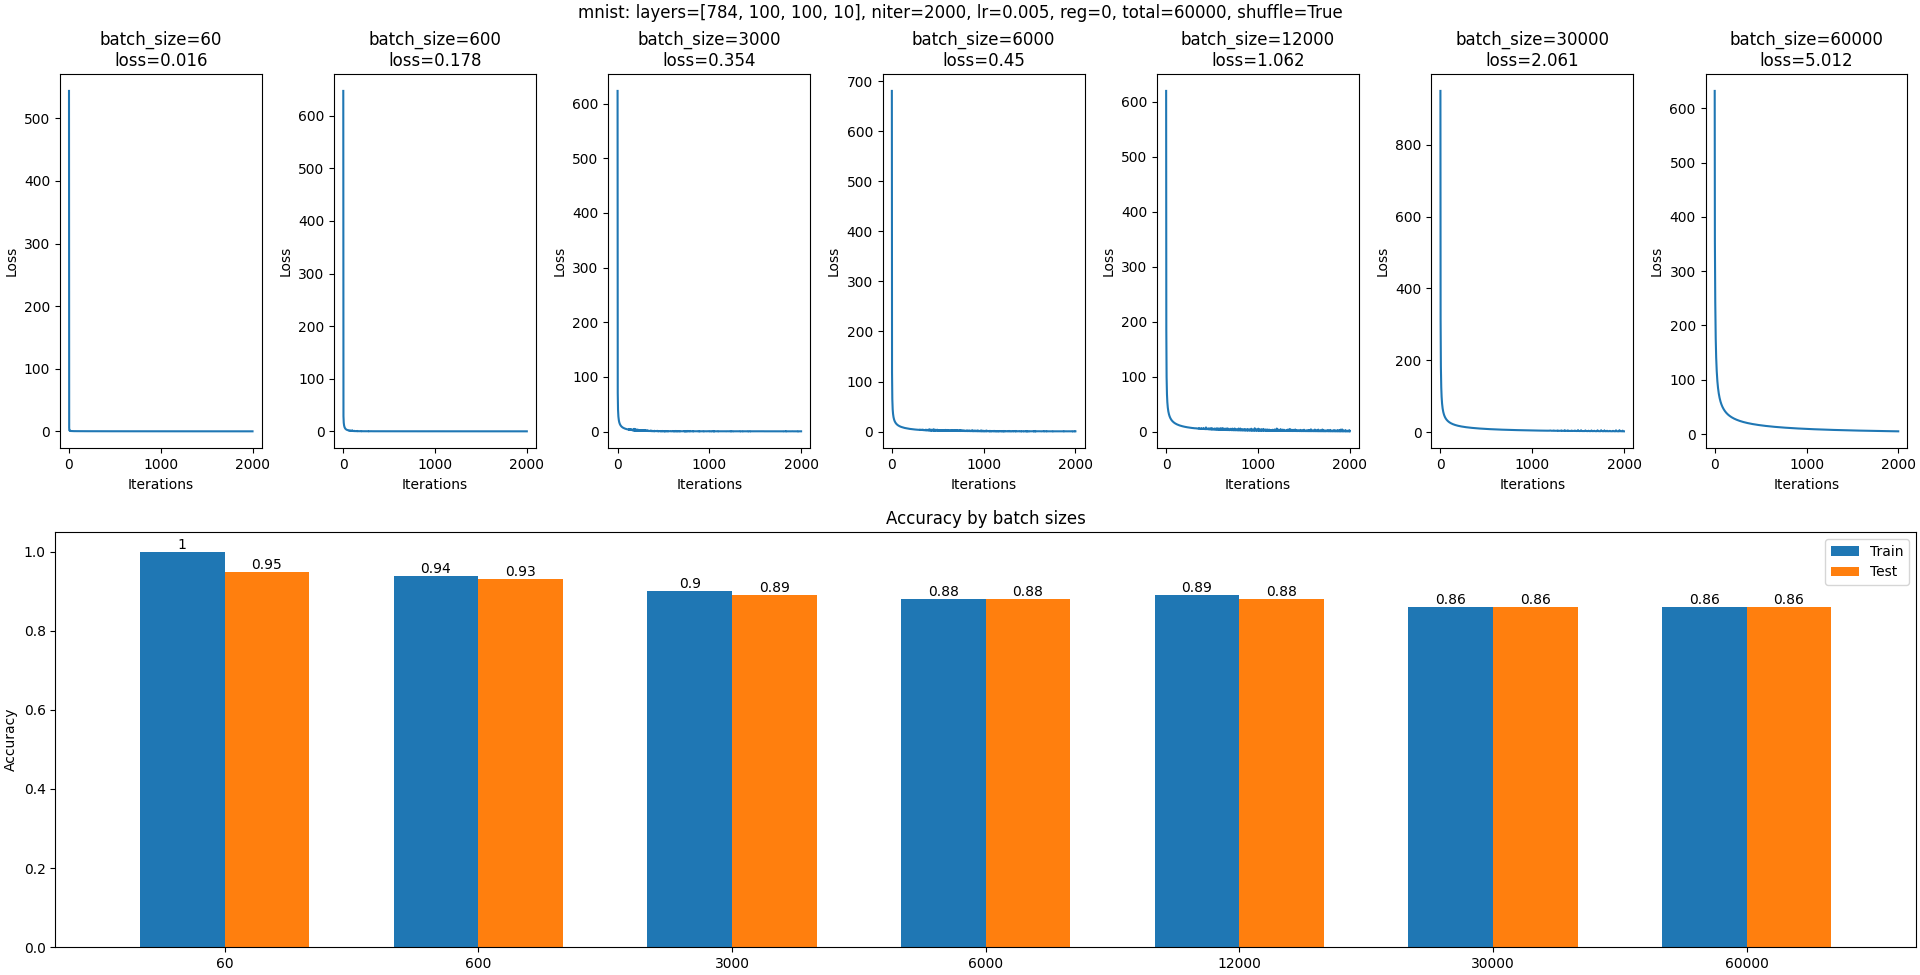 mnist: layers=[784, 100, 100, 10], niter=2000, lr=0.005, reg=0, total=60000, shuffle=True
batch_size=60
loss=0.016
500
400
300
200
100
0
Loss
0 1000 2000
Iterations
batch_size=600
loss=0.178
600
500
400
300
200
100
0
Loss
0 1000 2000
Iterations
batch_size=3000
loss=0.354
600
500
400
300
200
100
0
Loss
0 1000 2000
Iterations
batch_size=6000
loss=0.45
700
600
500
400
300
200
100
0
Loss
0 1000 2000
Iterations
batch_size=12000
loss=1.062
600
500
400
300
200
100
0
Loss
0 1000 2000
Iterations
batch_size=30000
loss=2.061
800
600
400
200
0
Loss
0 1000 2000
Iterations
batch_size=60000
loss=5.012
600
500
400
300
200
100
0
Loss
0 1000 2000
Iterations
Accuracy by batch sizes
Train
Test
1.0
0.8
0.6
0.4
0.2
0.0
Accuracy
1 0.95 0.94 0.93 0.9 0.89 0.88 0.88 0.89 0.88 0.86 0.86 0.86 0.86
60 600 3000 6000 12000 30000 60000